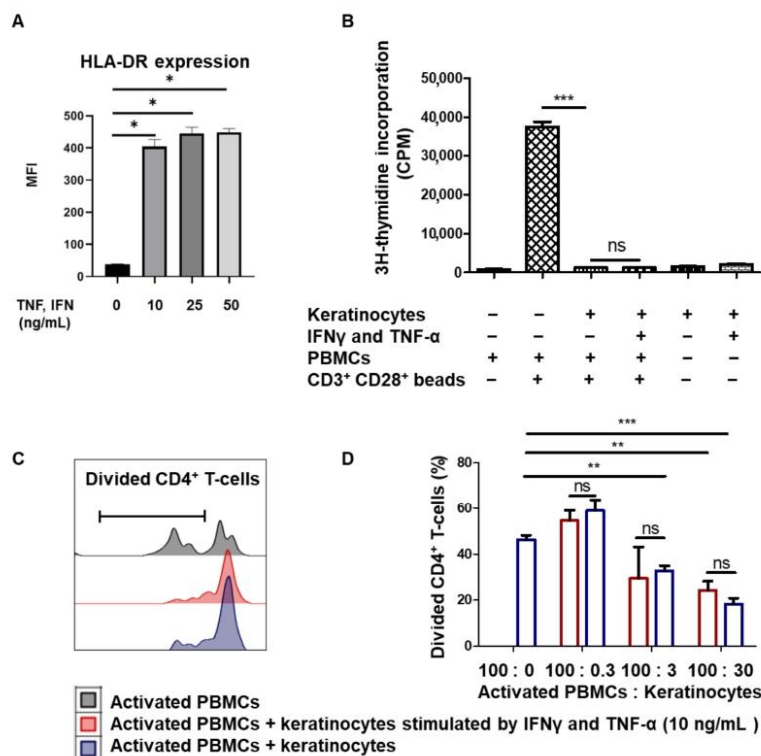 A
HLA-DR expression
*
*
*
MFI
500
400
300
200
100
0
TNF, IFN
(ng/mL)
0 10 25 50
B
3H-thymidine incorporation
(CPM)
50,000
40,000
30,000
20,000
10,000
0
***
ns
Keratinocytes – – + + + +
IFNγ and TNF-α – – – + – +
PBMCs + + + + – –
CD3⁺ CD28⁺ beads – + + + – –
C
Divided CD4⁺ T-cells
Activated PBMCs
Activated PBMCs + keratinocytes stimulated by IFNγ and TNF-α (10 ng/mL )
Activated PBMCs + keratinocytes
D
Divided CD4⁺ T-cells (%)
80
60
40
20
0
***
**
**
ns
ns
ns
100 : 0 100 : 0.3 100 : 3 100 : 30
Activated PBMCs : Keratinocytes